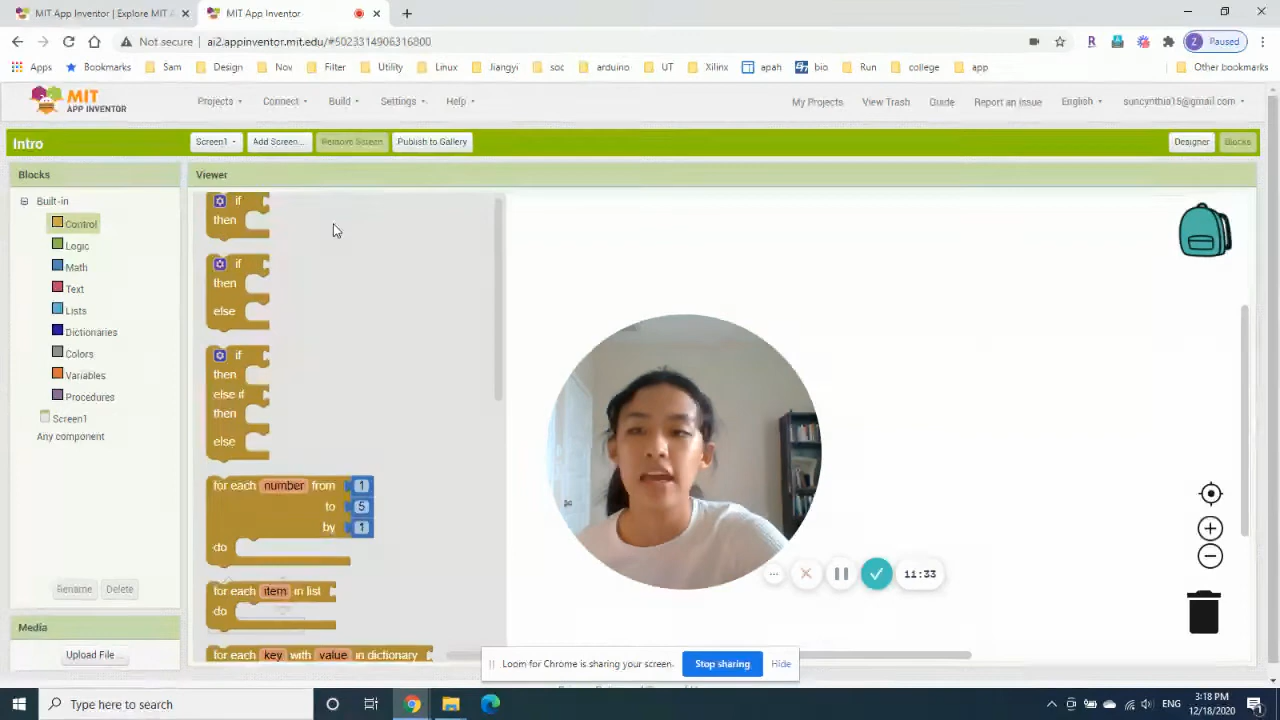 MIT App Inventor | Explore MIT A
MIT App Inventor
Not secure | ai2.appinventor.mit.edu/#5023314906316800
Paused
Apps Bookmarks Sam Design Nov Filter Utility Linux Jiangyi soc arduino UT Xilinx apah bio Run college app Other bookmarks
MIT
APP INVENTOR
Projects Connect Build Settings Help My Projects View Trash Guide Report an Issue English suncynthua15@gmail.com
Intro Screen1 Add Screen... Remove Screen Publish to Gallery Designer Blocks
Blocks
Viewer
Built-in
Control
Logic
Math
Text
Lists
Dictionaries
Colors
Variables
Procedures
Screen1
Any component
Rename Delete
Media
Upload File ...
if
then
if
then
else
if
then
else if
then
else
for each number from 1
to 5
by 1
do
for each item in list
do
for each key with value in dictionary
11:33
Loom for Chrome is sharing your screen. Stop sharing Hide
Type here to search
ENG
3:18 PM
12/18/2020
1